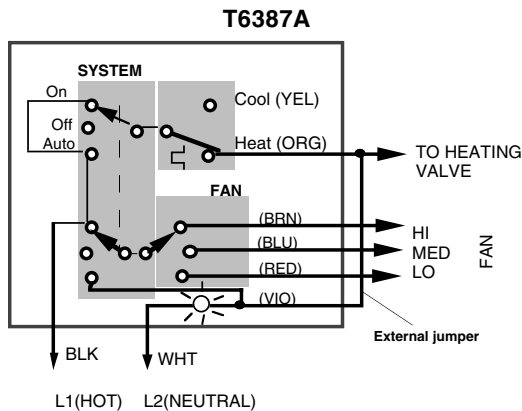 T6387A
SYSTEM
On
Off
Auto
Cool (YEL)
Heat (ORG)
TO HEATING
VALVE
FAN
(BRN)
(BLU)
(RED)
(VIO)
HI
MED
LO
FAN
External jumper
BLK
WHT
L1(HOT)
L2(NEUTRAL)